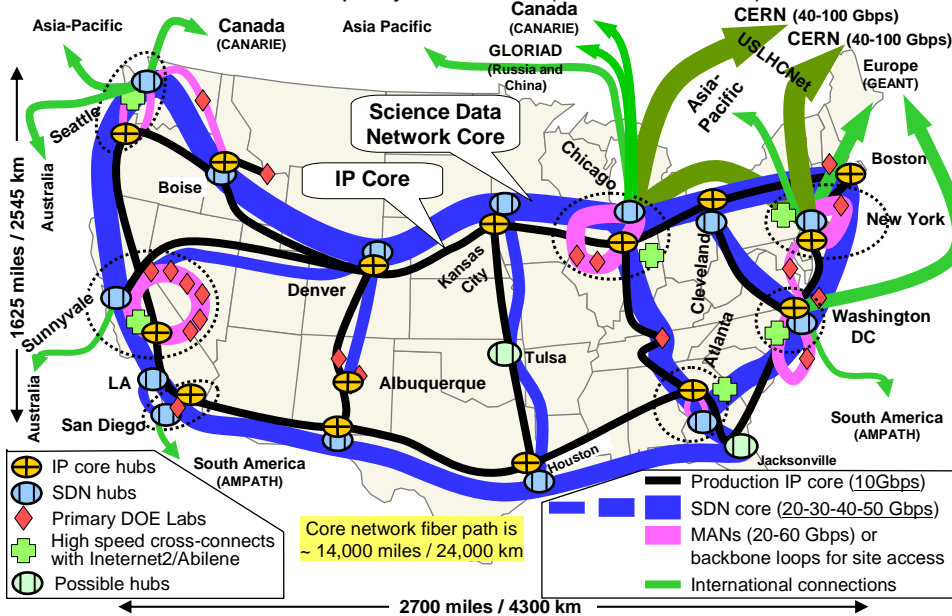 Asia-Pacific
Canada
(CANARIE)
Asia Pacific
Canada
(CANARIE)
GLORIAD
(Russia and
China)
CERN (40-100 Gbps)
CERN (40-100 Gbps)
USLHCNet
Asia-
Pacific
Europe
(GEANT)
Seattle
Australia
Boise
Science Data
Network Core
IP Core
Chicago
Boston
New York
1625 miles / 2545 km
Sunnyvale
Denver
Kansas
City
Cleveland
Washington
DC
Tulsa
Atlanta
LA
Albuquerque
San Diego
Australia
South America
(AMPATH)
South America
(AMPATH)
Houston
Jacksonville
IP core hubs
SDN hubs
Primary DOE Labs
High speed cross-connects
with Ineternet2/Abilene
Possible hubs
Core network fiber path is
~ 14,000 miles / 24,000 km
Production IP core (10Gbps)
SDN core (20-30-40-50 Gbps)
MANs (20-60 Gbps) or
backbone loops for site access
International connections
2700 miles / 4300 km